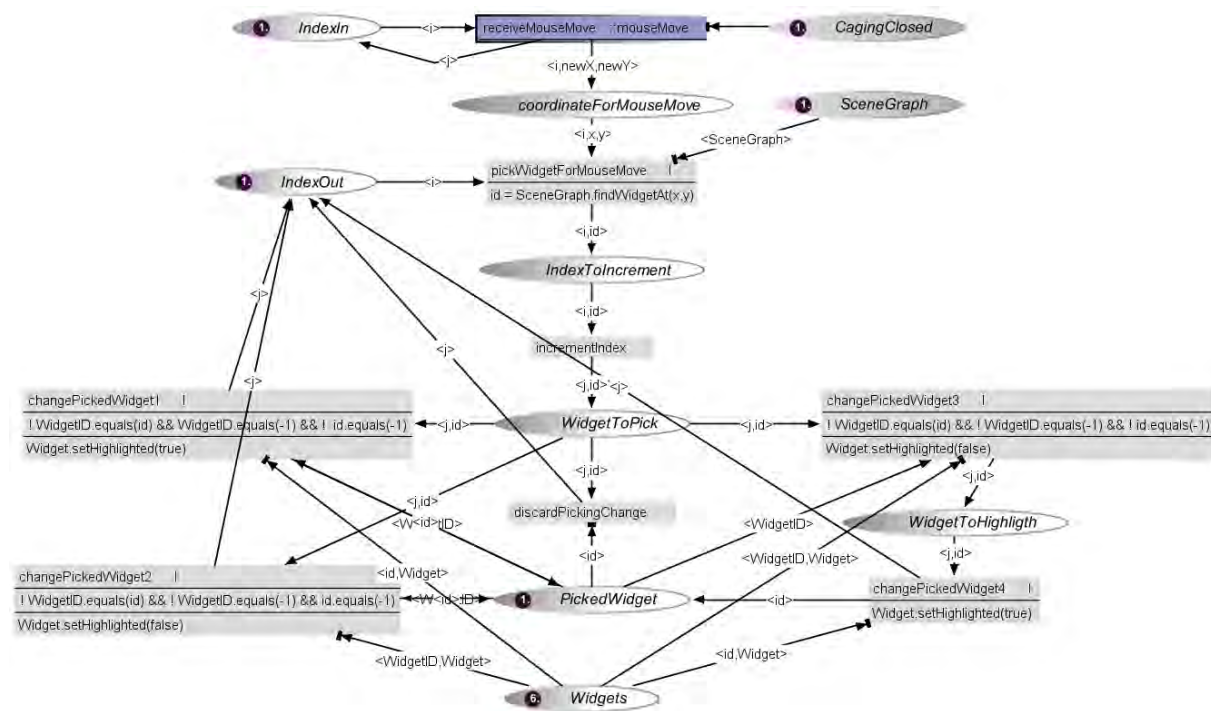 1. IndexIn
<i>
receiveMouseMove ::mouseMove
1. CagingClosed
<j>
<i,newX,newY>
coordinateForMouseMove
1. SceneGraph
<i,x,y>
<SceneGraph>
pickWidgetForMouseMove !
1. IndexOut
<i>
id = SceneGraph.findWidgetAt(x,y)
<i,id>
IndexToIncrement
<j>
<i,id>
<j>
incrementIndex
<j>
<j,id>
<j>
changePickedWidget1 !
changePickedWidget3 !
! WidgetID.equals(id) && WidgetID.equals(-1) && ! id.equals(-1)
<j,id>
WidgetToPick
<j,id>
! WidgetID.equals(id) && ! WidgetID.equals(-1) && ! id.equals(-1)
Widget.setHighlighted(true)
Widget.setHighlighted(false)
<j,id>
<j,id>
<j,id>
discardPickingChange
<WidgetID>
WidgetToHighligth
<id>
<id>
<WidgetID,Widget>
<j,id>
changePickedWidget2 !
<id,Widget>
changePickedWidget4 !
! WidgetID.equals(id) && ! WidgetID.equals(-1) && id.equals(-1)
<id>
1. PickedWidget
<id>
Widget.setHighlighted(false)
Widget.setHighlighted(true)
<WidgetID,Widget>
<id,Widget>
6. Widgets